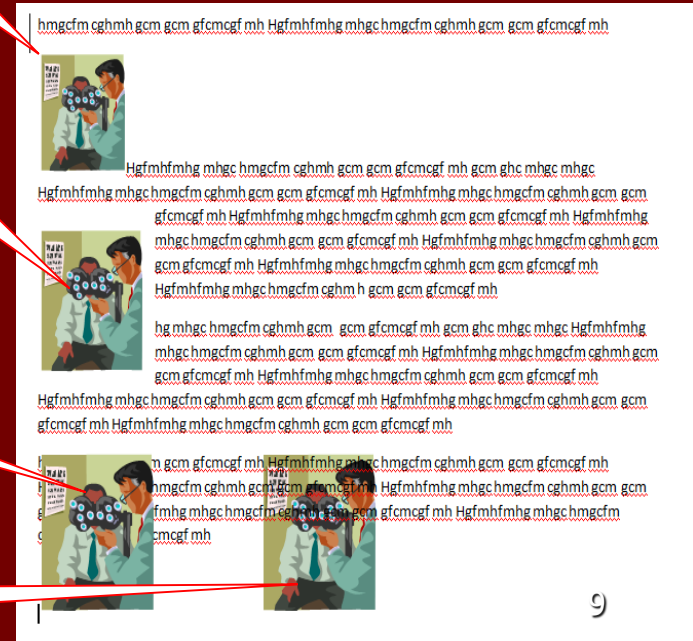 hmgcfm cghmh gcm gcm gfcmcgf mh Hgfmhfmhg mhgc hmgcfm cghmh gcm gcm gfcmcgf mh
Hgfmhfmhg mhgc hmgcfm cghmh gcm gcm gfcmcgf mh gcm ghc mhgc mhgc
Hgfmhfmhg mhgc hmgcfm cghmh gcm gcm gfcmcgf mh Hgfmhfmhg mhgc hmgcfm cghmh gcm gcm
gfcmcgf mh Hgfmhfmhg mhgc hmgcfm cghmh gcm gcm gfcmcgf mh Hgfmhfmhg
mhgc hmgcfm cghmh gcm gcm gfcmcgf mh Hgfmhfmhg mhgc hmgcfm cghmh gcm
gcm gfcmcgf mh Hgfmhfmhg mhgc hmgcfm cghmh gcm gcm gfcmcgf mh
Hgfmhfmhg mhgc hmgcfm cghm h gcm gcm gfcmcgf mh
hg mhgc hmgcfm cghmh gcm gcm gfcmcgf mh gcm ghc mhgc mhgc Hgfmhfmhg
mhgc hmgcfm cghmh gcm gcm gfcmcgf mh Hgfmhfmhg mhgc hmgcfm cghmh gcm
gcm gfcmcgf mh Hgfmhfmhg mhgc hmgcfm cghmh gcm gcm gfcmcgf mh
Hgfmhfmhg mhgc hmgcfm cghmh gcm gcm gfcmcgf mh Hgfmhfmhg mhgc hmgcfm cghmh gcm gcm
gfcmcgf mh Hgfmhfmhg mhgc hmgcfm cghmh gcm gcm gfcmcgf mh
gcm gfcmcgf mh Hgfmhfmhg mhgc hmgcfm cghmh gcm gcm gfcmcgf mh
hmgcfm cghmh gcm gcm gfcmcgf mh Hgfmhfmhg mhgc hmgcfm cghmh gcm gcm
mhgc hmgcfm cghmh gcm gcm gfcmcgf mh Hgfmhfmhg mhgc hmgcfm
mh
9